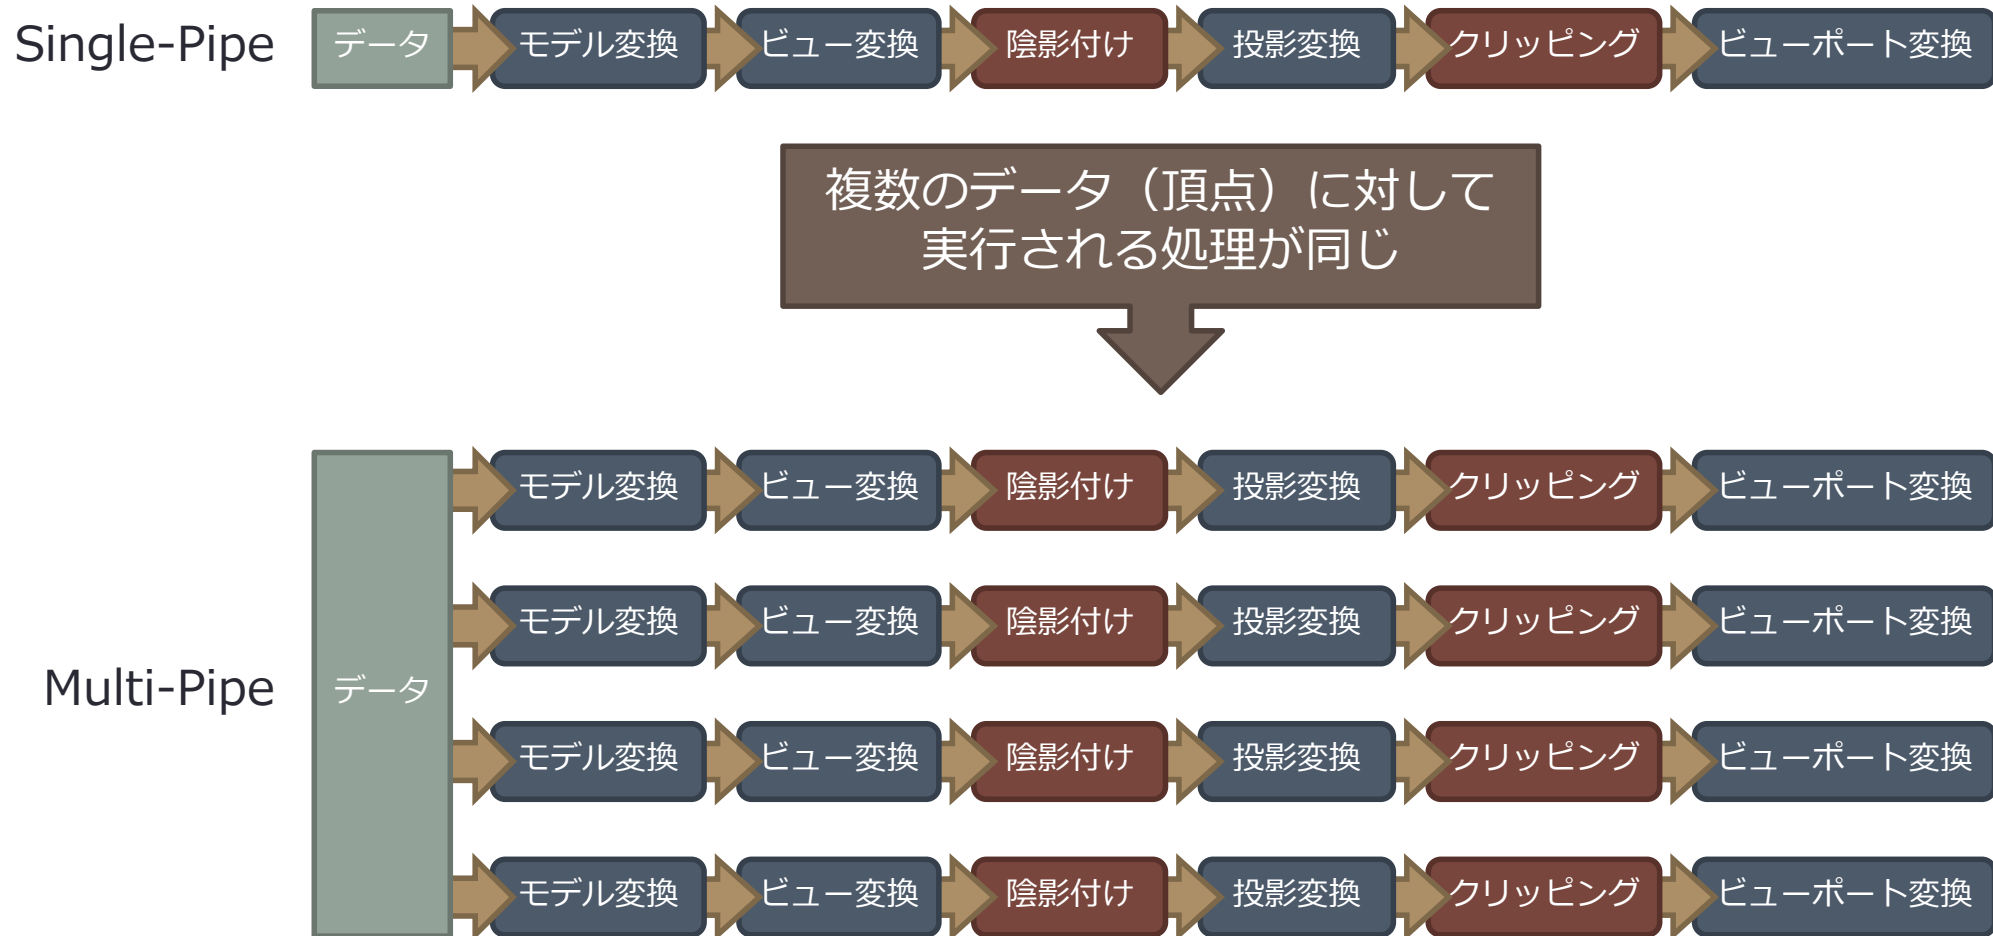 Single-Pipe
データ
モデル変換
ビュー変換
陰影付け
投影変換
クリッピング
ビューポート変換
複数のデータ（頂点）に対して
実行される処理が同じ
Multi-Pipe
データ
モデル変換
ビュー変換
陰影付け
投影変換
クリッピング
ビューポート変換
モデル変換
ビュー変換
陰影付け
投影変換
クリッピング
ビューポート変換
モデル変換
ビュー変換
陰影付け
投影変換
クリッピング
ビューポート変換
モデル変換
ビュー変換
陰影付け
投影変換
クリッピング
ビューポート変換